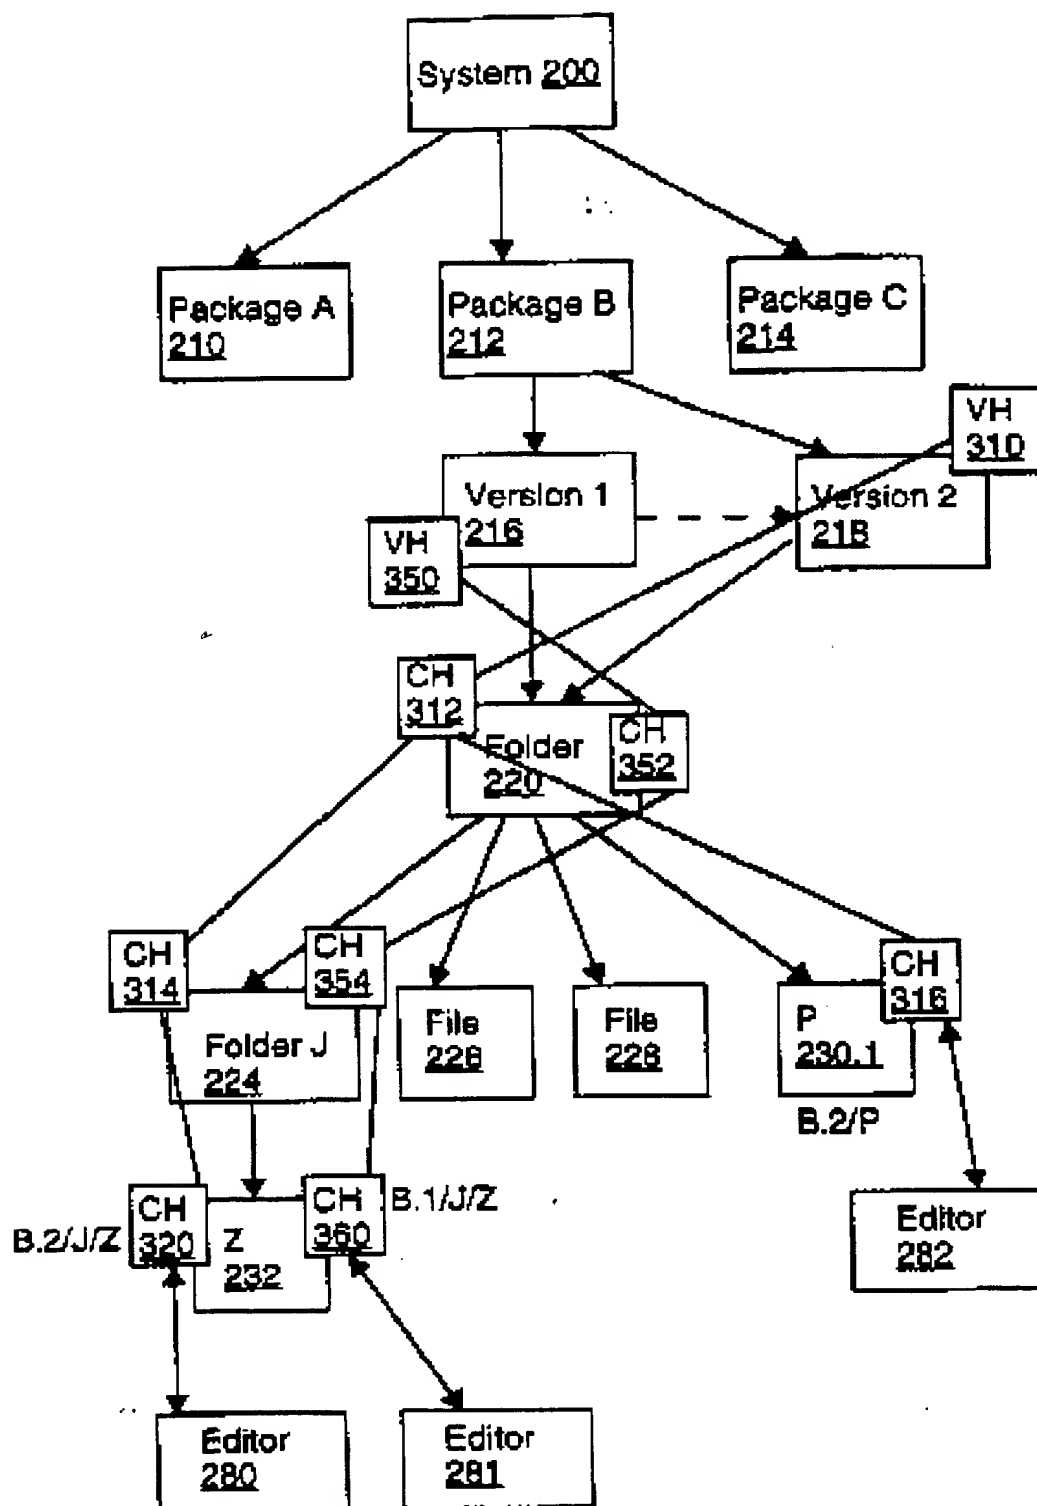 System 200
Package A
210
Package B
212
Package C
214
VH
310
Version 1
216
Version 2
218
VH
350
CH
312
Folder
220
CH
352
CH
314
CH
354
File
228
File
228
P
230.1
CH
316
Folder J
224
B.2/P
CH
320
B.2/J/Z
Z
232
CH
360
B.1/J/Z
Editor
282
Editor
280
Editor
281